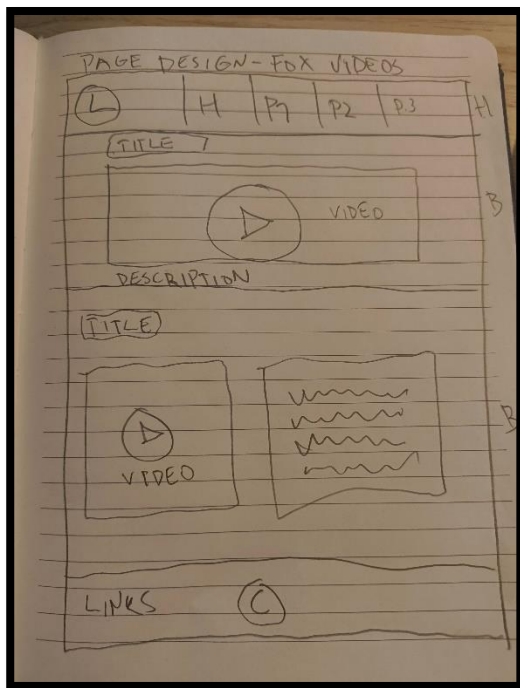 PAGE DESIGN - FOX VIDEOS
L H P1 P2 P3 H
TITLE
VIDEO B
DESCRIPTION
TITLE
B
VIDEO
LINKS C